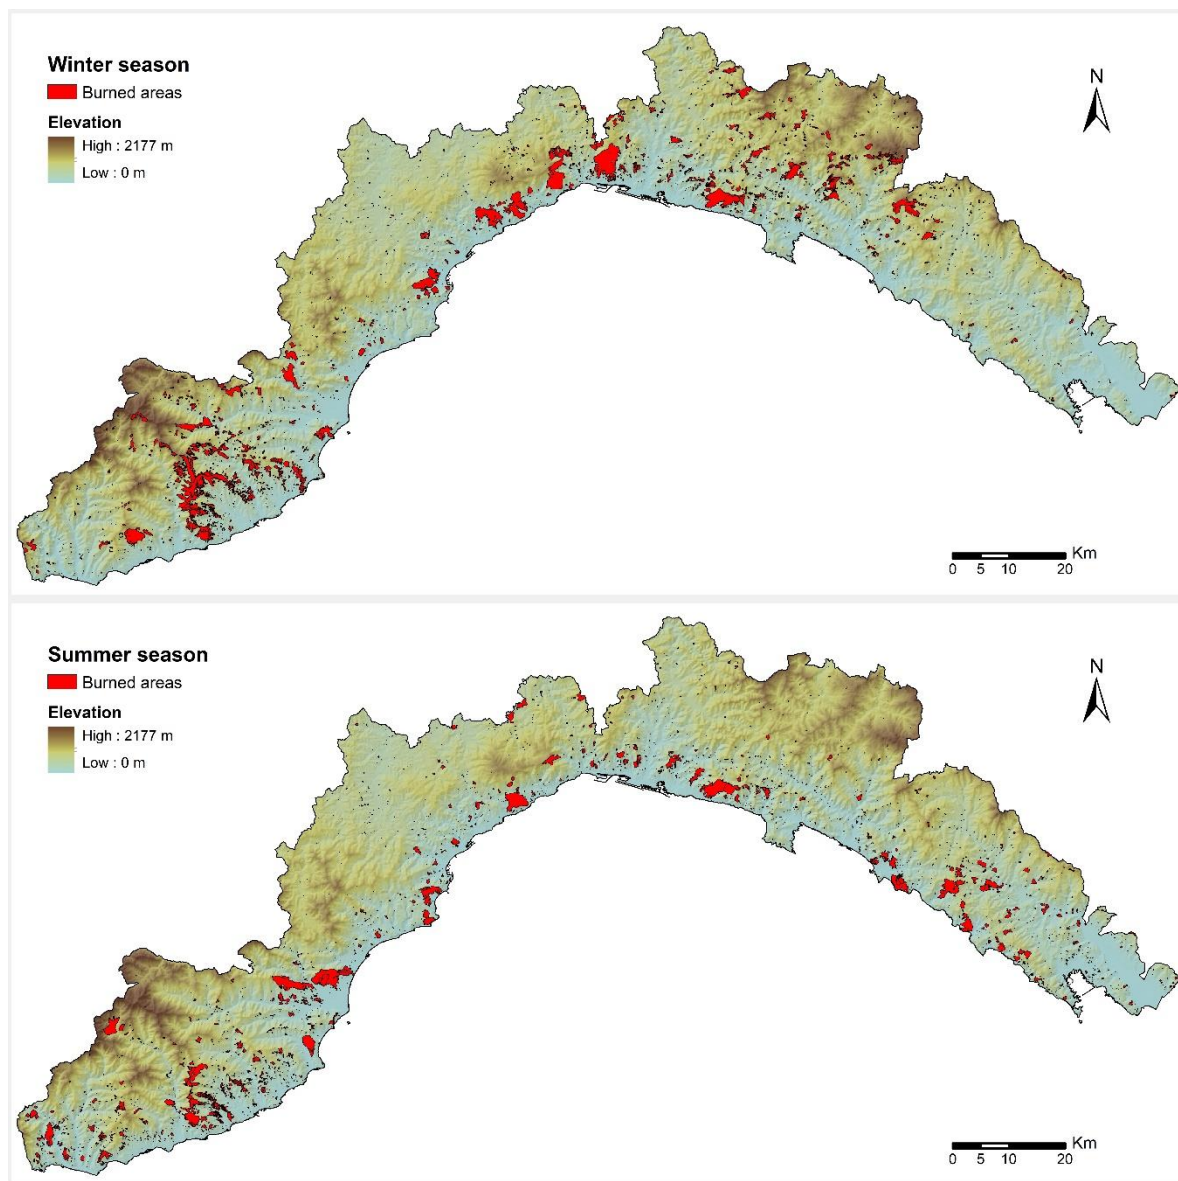 Winter season
Burned areas
Elevation
High : 2177 m
Low : 0 m
N
Km
0 5 10 20
Summer season
Burned areas
Elevation
High : 2177 m
Low : 0 m
N
Km
0 5 10 20